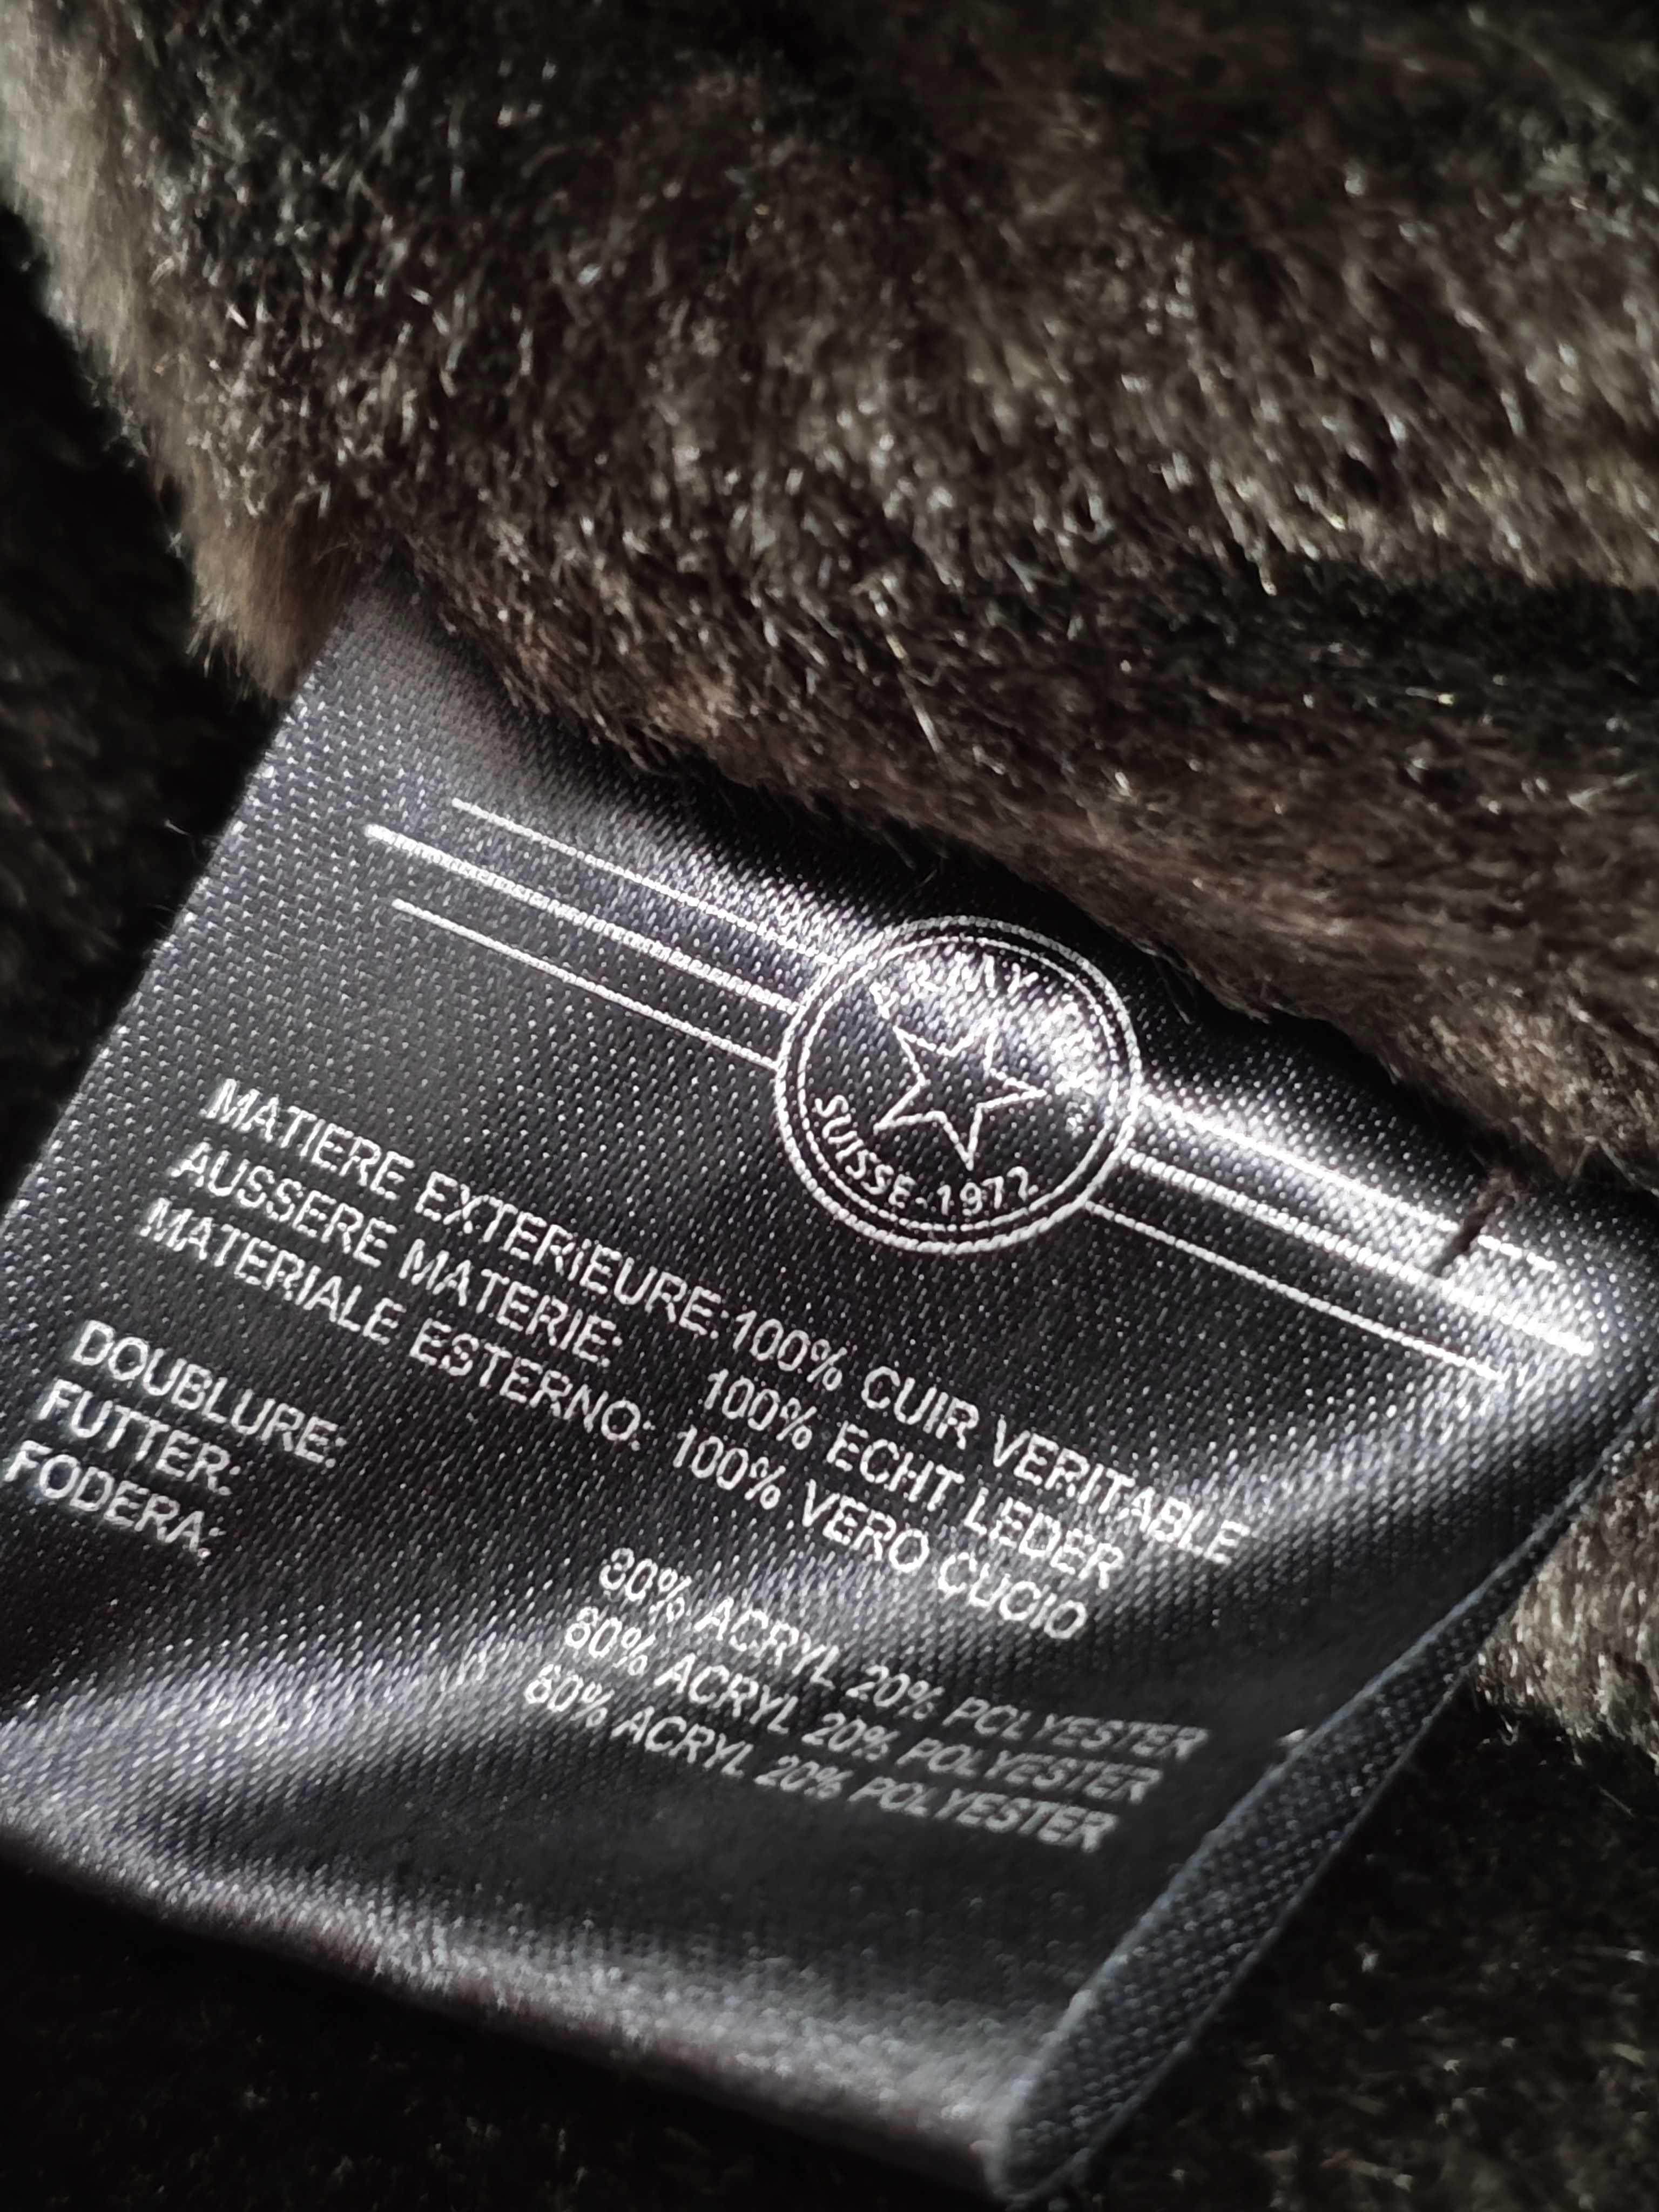 ARMY
SUISSE-1972
MATIERE EXTERIEURE: 100% CUIR VERITABLE
AUSSERE MATERIE: 100% ECHT LEDER
MATERIALE ESTERNO: 100% VERO CUCIO
DOUBLURE: 80% ACRYL 20% POLYESTER
FUTTER: 80% ACRYL 20% POLYESTER
FODERA: 80% ACRYL 20% POLYESTER